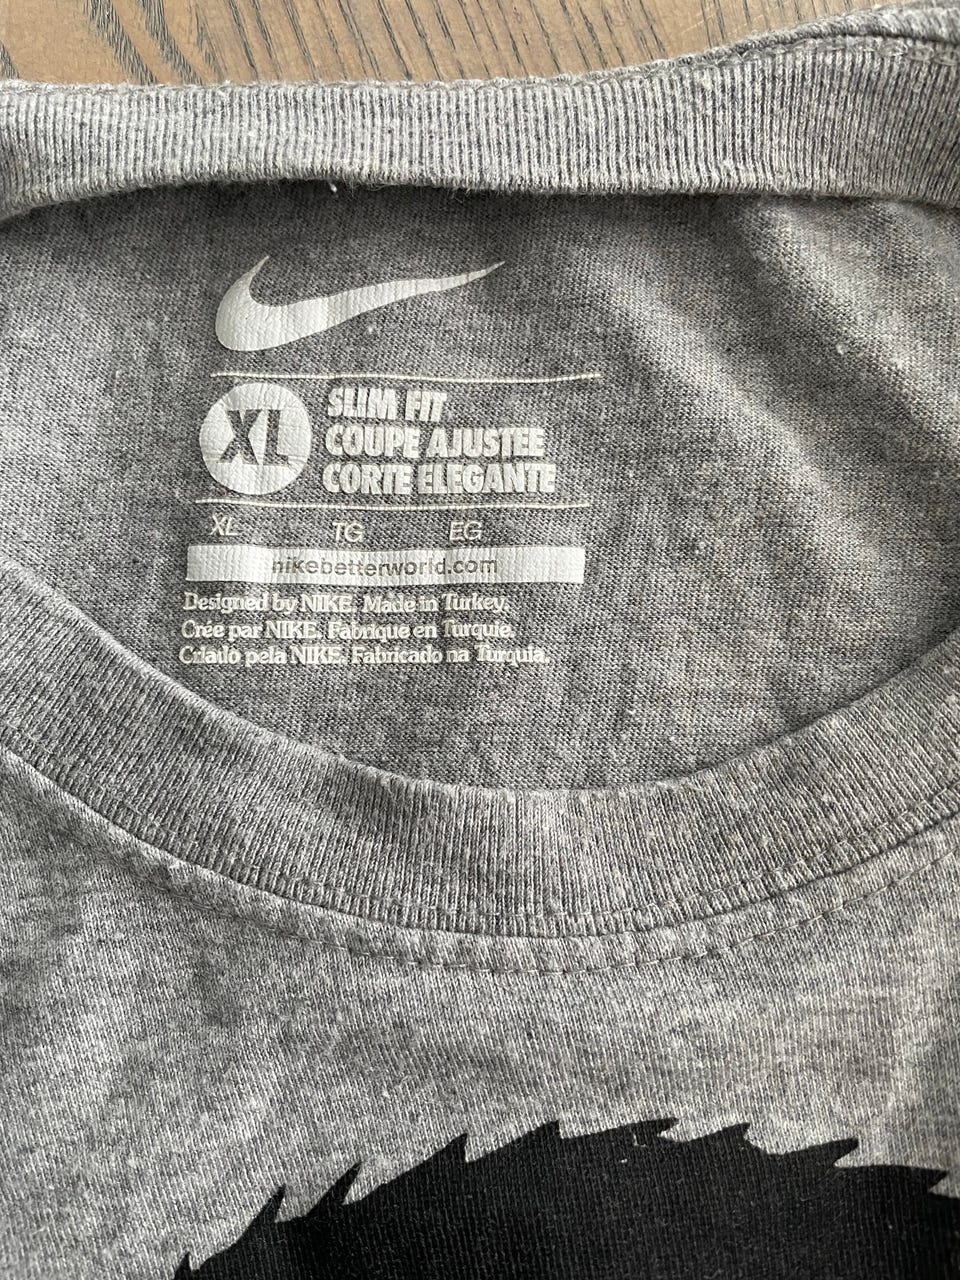 XL
SLIM FIT
COUPE AJUSTEE
CORTE ELEGANTE
XL TG EG
nikebetterworld.com
Designed by NIKE. Made in Turkey.
Crée par NIKE. Fabrique en Turquie.
Criado pela NIKE. Fabricado na Turquia.